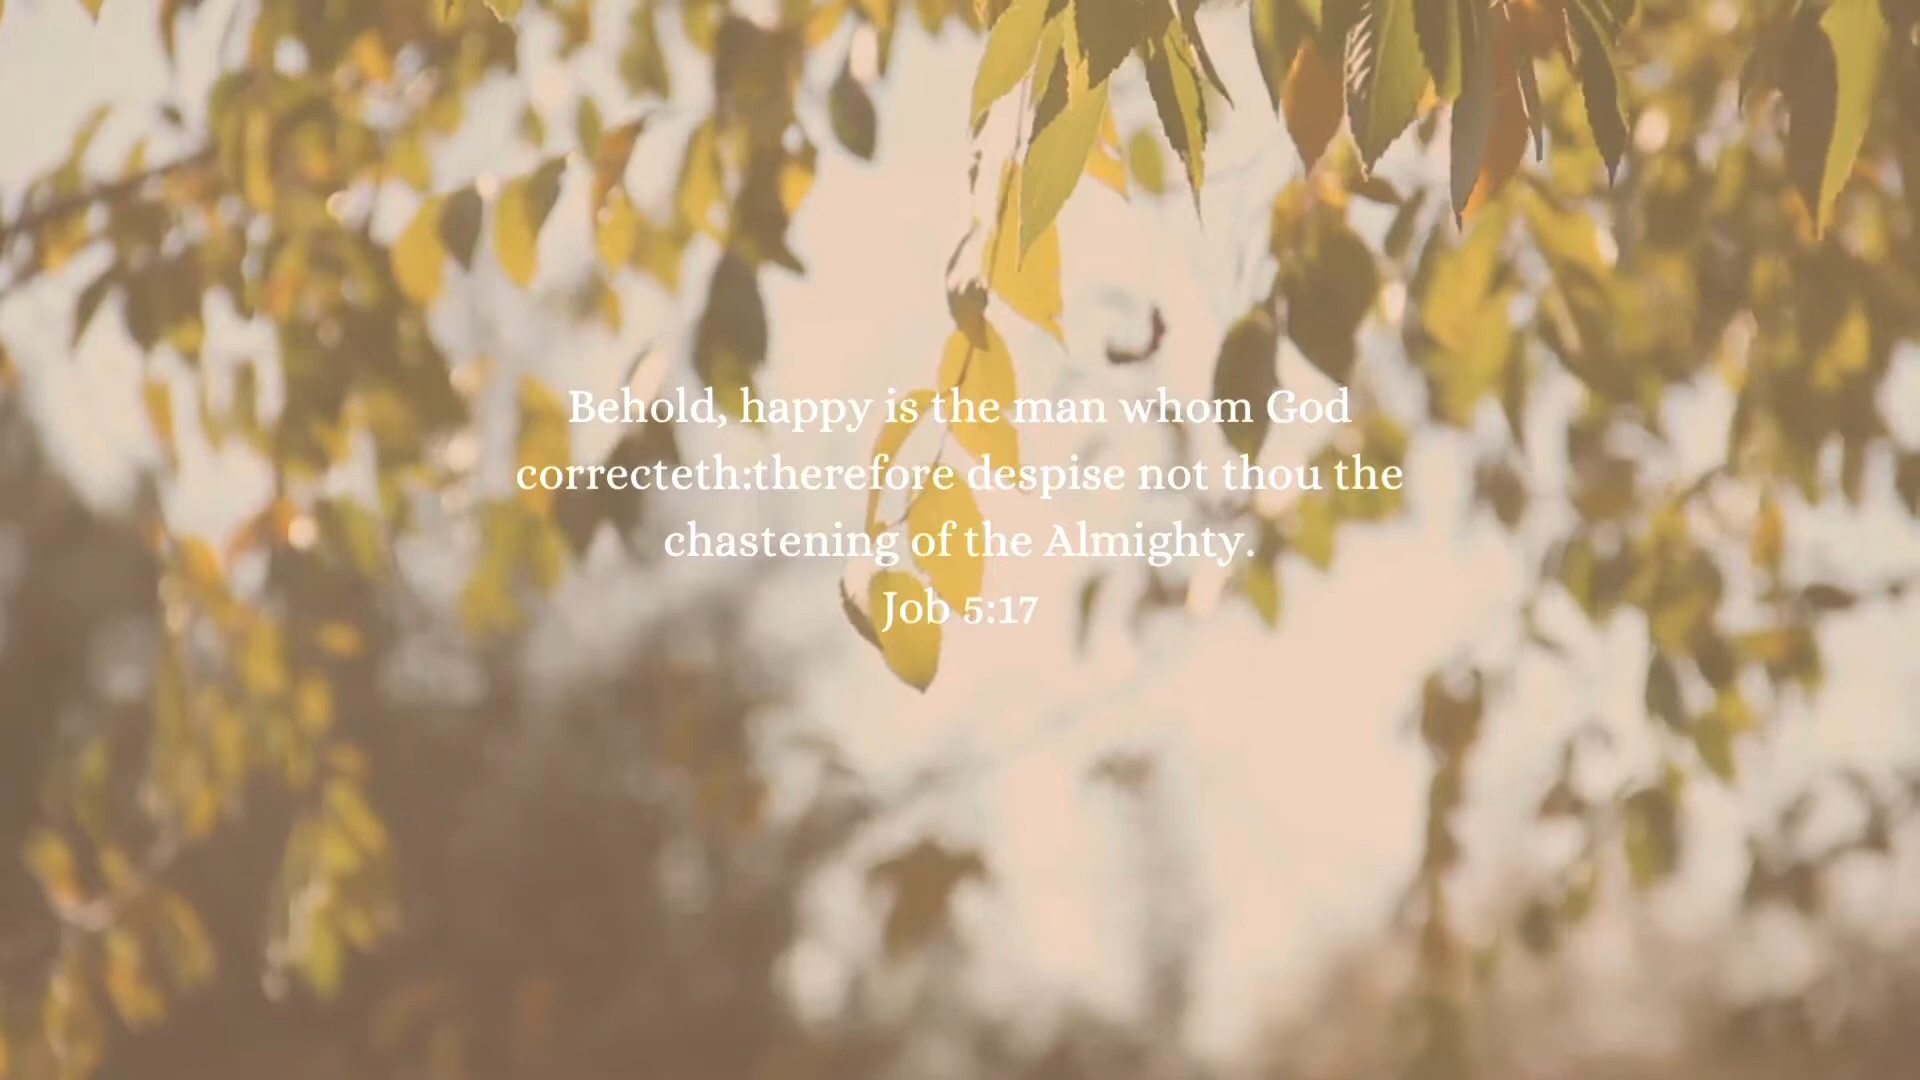 Behold, happy is the man whom God
correcteth:therefore despise not thou the
chastening of the Almighty.
Job 5:17